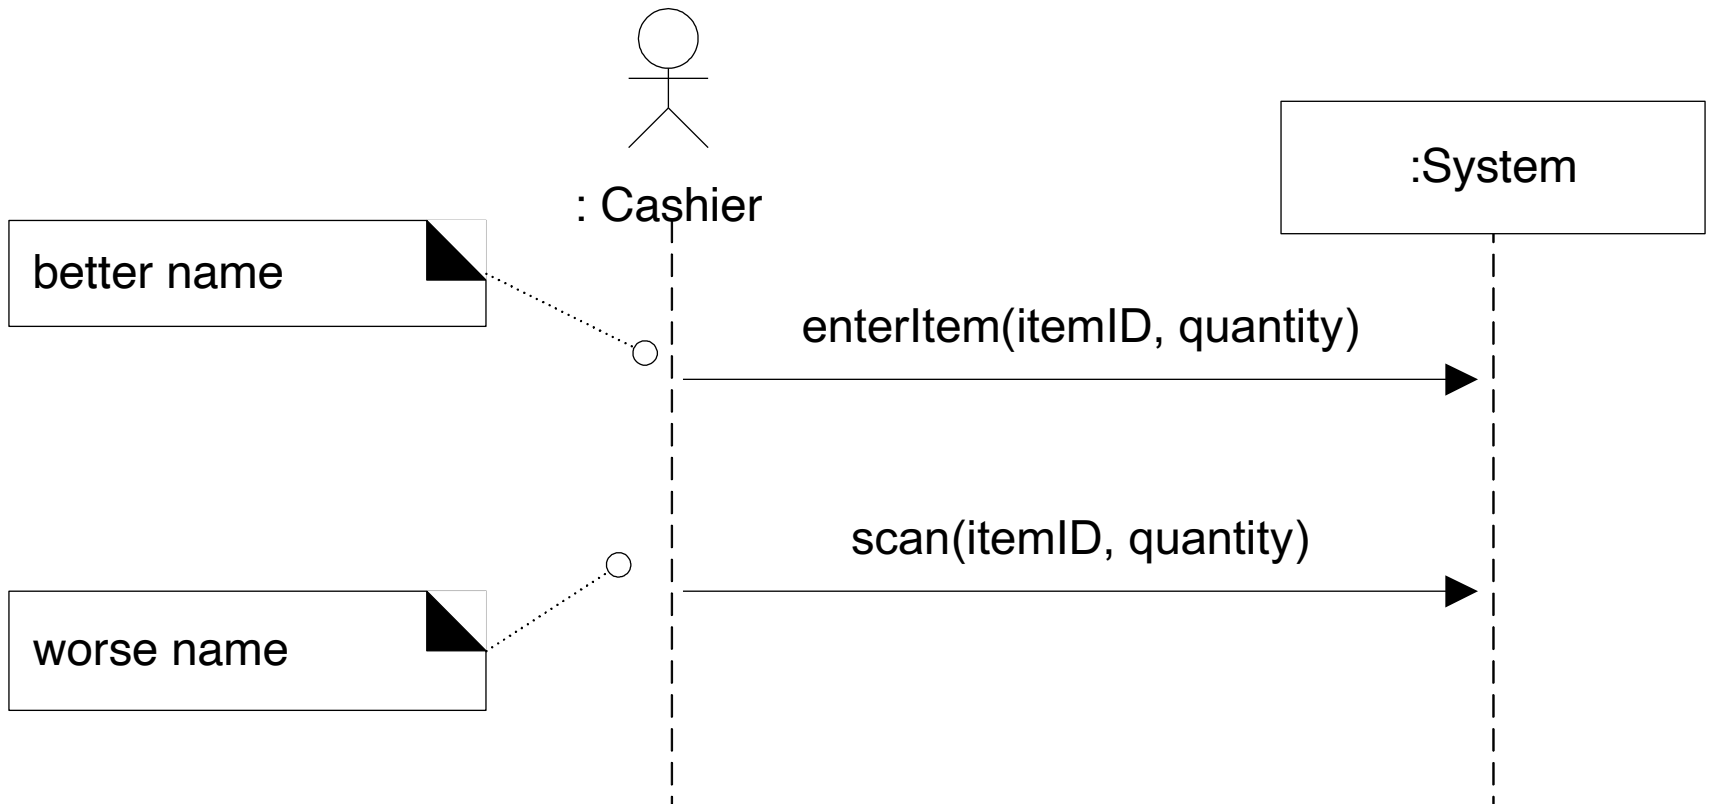 :System
: Cashier
better name
enterItem(itemID, quantity)
scan(itemID, quantity)
worse name